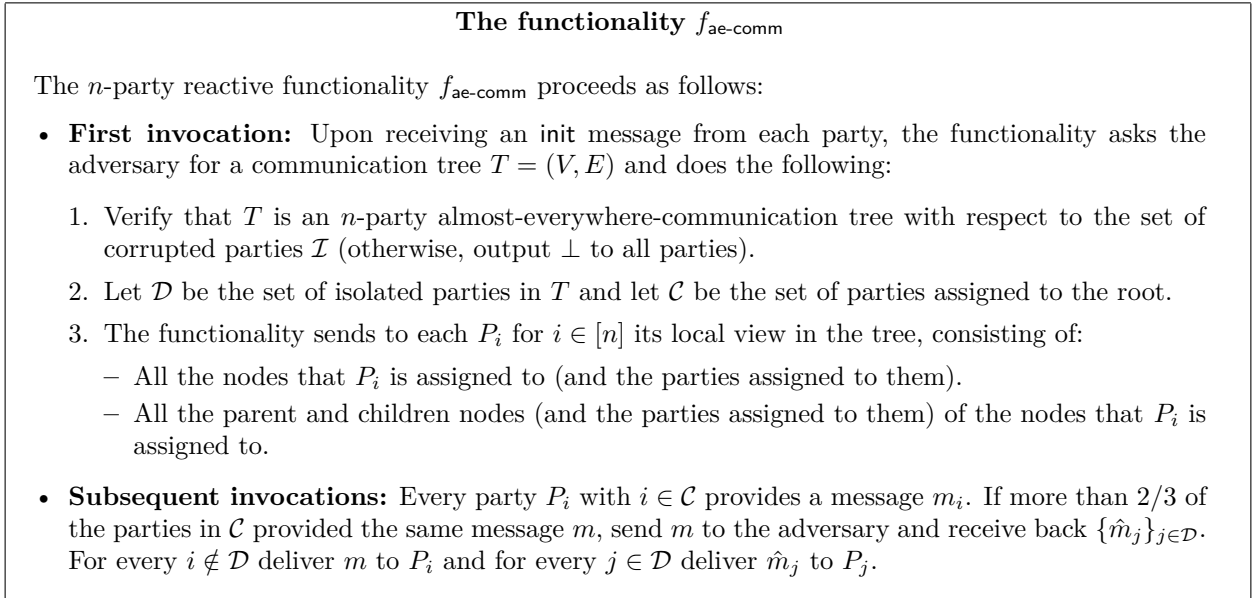 The functionality f_ae-comm
The n-party reactive functionality f_ae-comm proceeds as follows:
• First invocation: Upon receiving an init message from each party, the functionality asks the
adversary for a communication tree T = (V, E) and does the following:
1. Verify that T is an n-party almost-everywhere-communication tree with respect to the set of
corrupted parties I (otherwise, output ⊥ to all parties).
2. Let D be the set of isolated parties in T and let C be the set of parties assigned to the root.
3. The functionality sends to each P_i for i ∈ [n] its local view in the tree, consisting of:
– All the nodes that P_i is assigned to (and the parties assigned to them).
– All the parent and children nodes (and the parties assigned to them) of the nodes that P_i is
assigned to.
• Subsequent invocations: Every party P_i with i ∈ C provides a message m_i. If more than 2/3 of
the parties in C provided the same message m, send m to the adversary and receive back {m̂_j}_{j∈D}.
For every i ∉ D deliver m to P_i and for every j ∈ D deliver m̂_j to P_j.